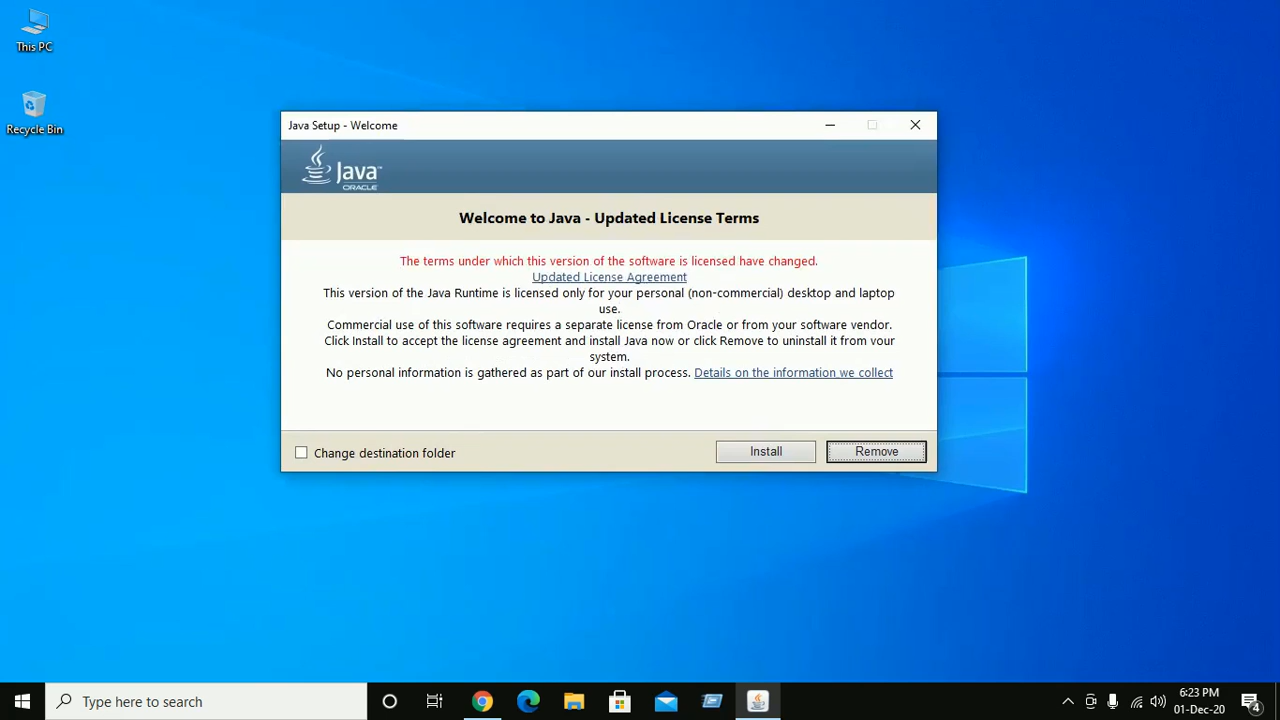 This PC
Recycle Bin
Java Setup - Welcome
Java™
ORACLE
Welcome to Java - Updated License Terms
The terms under which this version of the software is licensed have changed.
Updated License Agreement
This version of the Java Runtime is licensed only for your personal (non-commercial) desktop and laptop
use.
Commercial use of this software requires a separate license from Oracle or from your software vendor.
Click Install to accept the license agreement and install Java now or click Remove to uninstall it from your
system.
No personal information is gathered as part of our install process. Details on the information we collect
Change destination folder
Install
Remove
Type here to search
6:23 PM
01-Dec-20
4